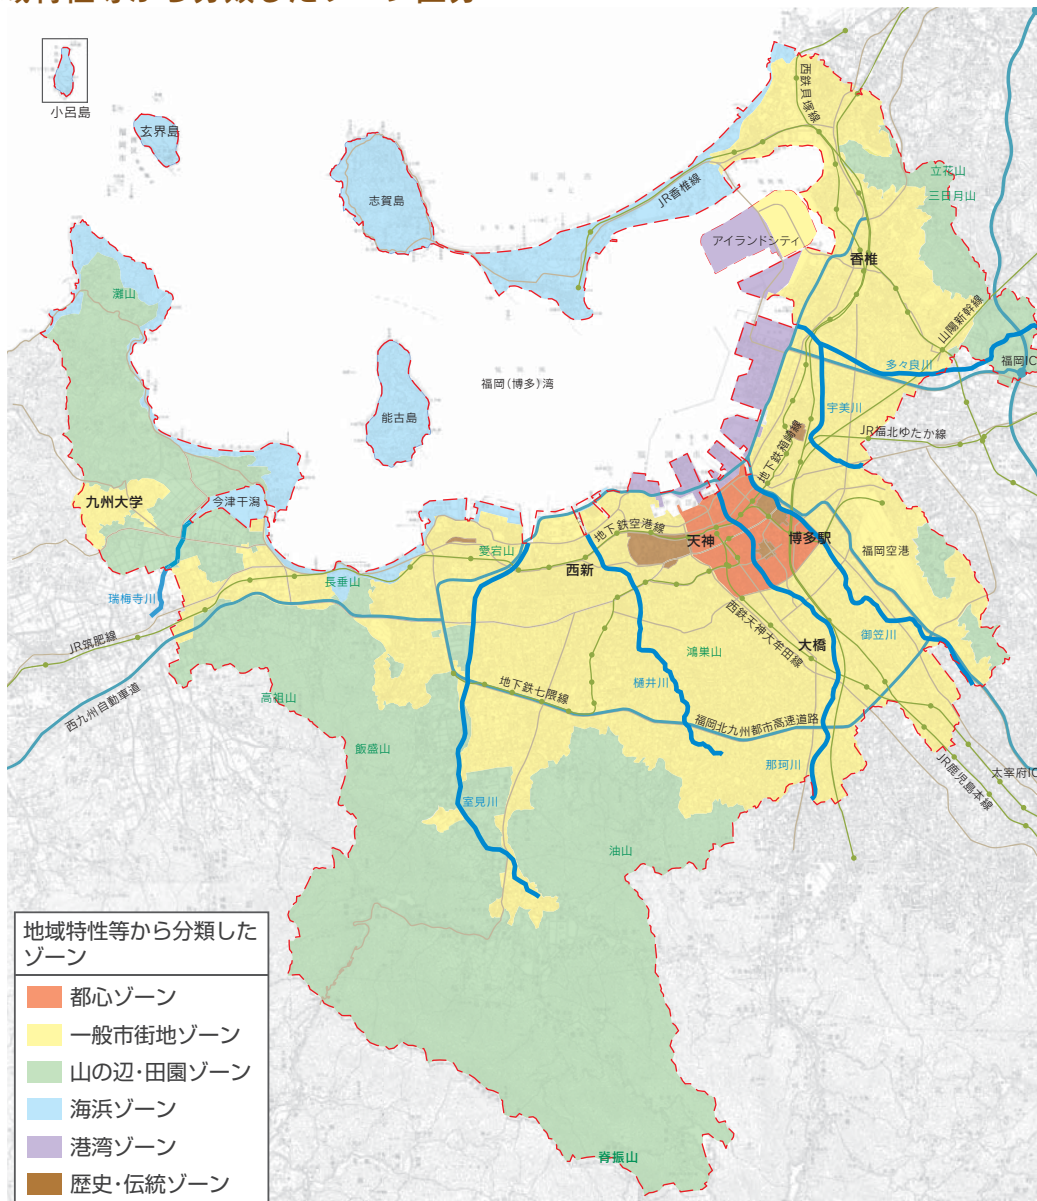 小呂島
玄界島
志賀島
西鉄貝塚線
JR香椎線
立花山
三日月山
アイランドシティ
香椎
灘山
山陽新幹線
福岡IC
多々良川
福岡(博多)湾
能古島
宇美川
JR福北ゆたか線
地下鉄箱崎線
九州大学
今津干潟
地下鉄空港線
天神
博多駅
愛宕山
福岡空港
西新
長垂山
瑞梅寺川
西鉄天神大牟田線
御笠川
JR筑肥線
大橋
鴻巣山
樋井川
地下鉄七隈線
高祖山
西九州自動車道
福岡北九州都市高速道路
飯盛山
那珂川
JR鹿児島本線
太宰府IC
室見川
油山
脊振山
地域特性等から分類した
ゾーン
都心ゾーン
一般市街地ゾーン
山の辺・田園ゾーン
海浜ゾーン
港湾ゾーン
歴史・伝統ゾーン